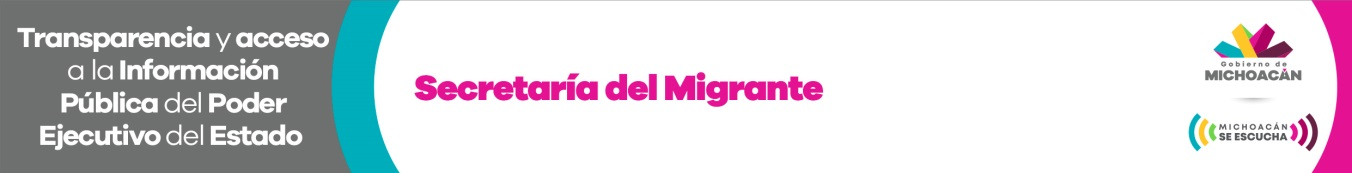 Transparencia y acceso
a la Información
Pública del Poder
Ejecutivo del Estado
Secretaría del Migrante
Gobierno de
MICHOACÁN
MICHOACÁN
SE ESCUCHA